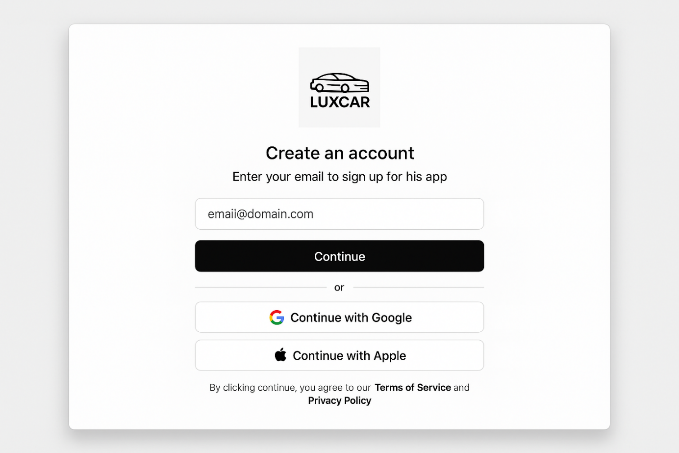 LUXCAR
Create an account
Enter your email to sign up for his app
email@domain.com
Continue
or
Continue with Google
Continue with Apple
By clicking continue, you agree to our Terms of Service and
Privacy Policy